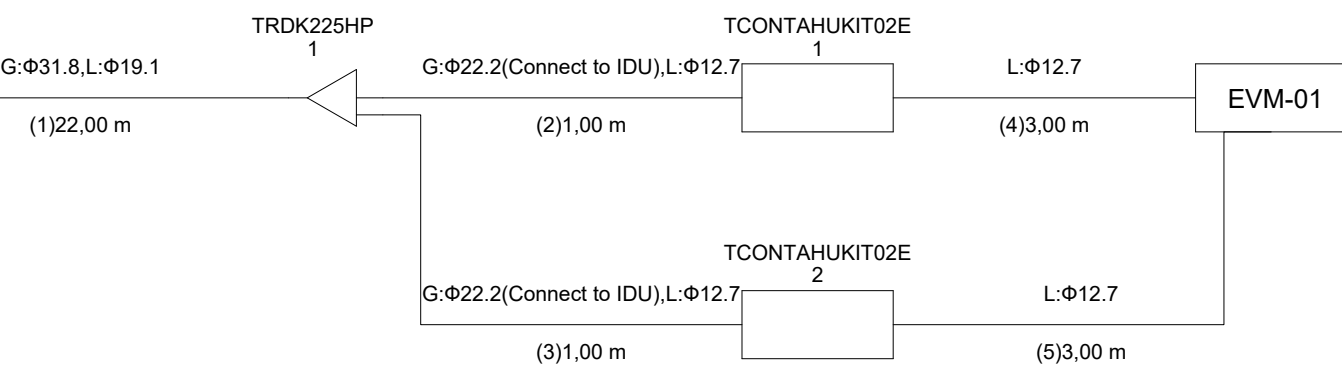 TRDK225HP
1
TCONTAHUKIT02E
1
G:Φ31.8,L:Φ19.1
G:Φ22.2(Connect to IDU),L:Φ12.7
L:Φ12.7
EVM-01
(1)22,00 m
(2)1,00 m
(4)3,00 m
TCONTAHUKIT02E
2
G:Φ22.2(Connect to IDU),L:Φ12.7
L:Φ12.7
(3)1,00 m
(5)3,00 m